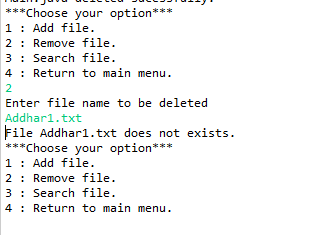 Main.java deleted sucessfully.
***Choose your option***
1 : Add file.
2 : Remove file.
3 : Search file.
4 : Return to main menu.
2
Enter file name to be deleted
Addhar1.txt
File Addhar1.txt does not exists.
***Choose your option***
1 : Add file.
2 : Remove file.
3 : Search file.
4 : Return to main menu.